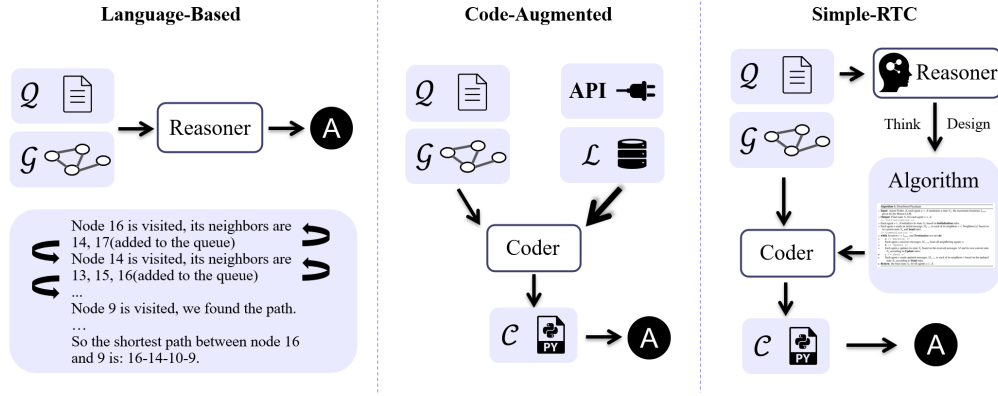 Language-Based
Q
G
Reasoner
A
Node 16 is visited, its neighbors are
14, 17(added to the queue)
Node 14 is visited, its neighbors are
13, 15, 16(added to the queue)
...
Node 9 is visited, we found the path.
…
So the shortest path between node 16
and 9 is: 16-14-10-9.
Code-Augmented
Q
API
G
L
Coder
C
PY
A
Simple-RTC
Q
Reasoner
G
Think
Design
Algorithm
Coder
C
PY
A